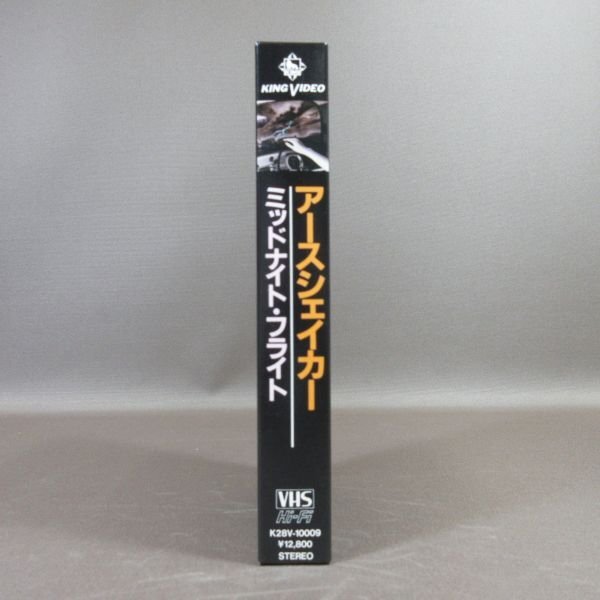 KING VIDEO
アースシェイカー
ミッドナイト・フライト
VHS
Hi-Fi
K28V-10009
¥12,800
STEREO